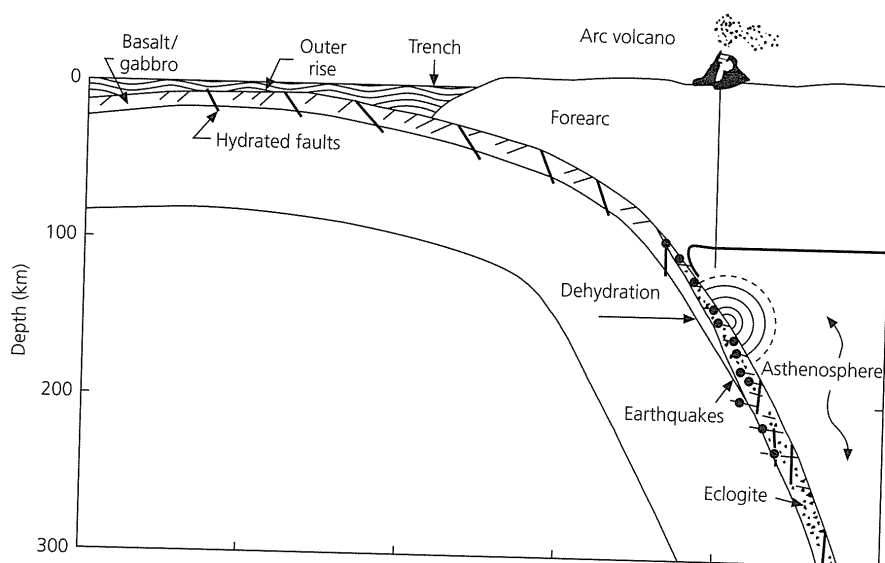 Basalt/
gabbro
Outer
rise
Trench
Arc volcano
0
Hydrated faults
Forearc
100
Depth (km)
Dehydration
Asthenosphere
200
Earthquakes
Eclogite
300